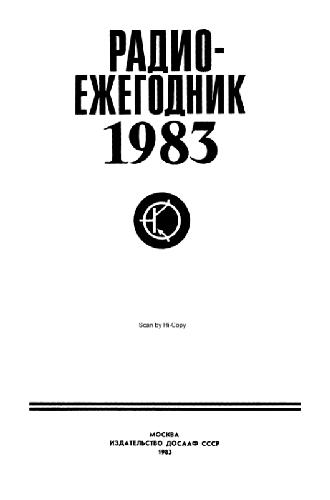 РАДИО-
ЕЖЕГОДНИК
1983
Scan by Hi-Copy
МОСКВА
ИЗДАТЕЛЬСТВО ДОСААФ СССР
1983